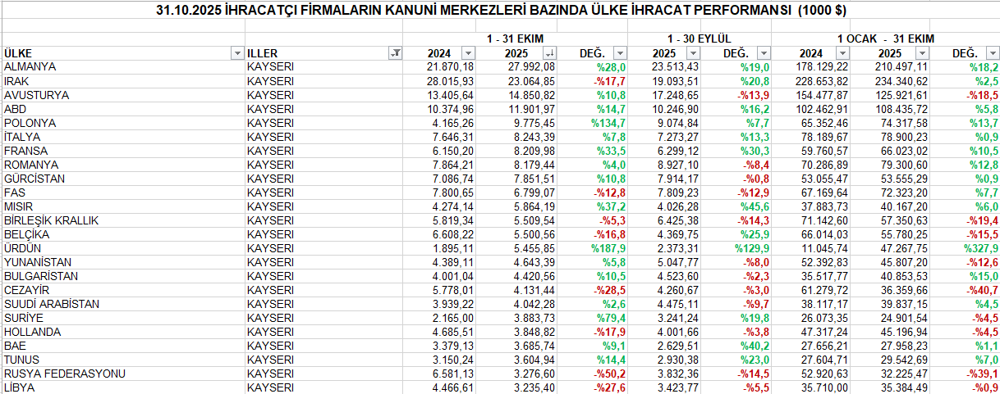 31.10.2025 İHRACATÇI FİRMALARIN KANUNİ MERKEZLERİ BAZINDA ÜLKE İHRACAT PERFORMANSI (1000 $)
1 - 31 EKIM 1 - 30 EYLÜL 1 OCAK - 31 EKIM
ÜLKE ILLER 2024 2025 DEĞ. 2025 DEĞ. 2024 2025 DEĞ.
ALMANYA KAYSERI 21.870,18 27.992,08 %28,0 23.513,43 %19,0 178.129,22 210.497,11 %18,2
IRAK KAYSERI 28.015,93 23.064,85 -%17,7 19.093,51 %20,8 228.653,82 234.340,62 %2,5
AVUSTURYA KAYSERI 13.405,64 14.850,82 %10,8 17.248,65 -%13,9 154.477,87 125.921,61 -%18,5
ABD KAYSERI 10.374,96 11.901,97 %14,7 10.246,90 %16,2 102.462,91 108.435,72 %5,8
POLONYA KAYSERI 4.165,26 9.775,45 %134,7 9.074,84 %7,7 65.352,46 74.317,58 %13,7
İTALYA KAYSERI 7.646,31 8.243,39 %7,8 7.273,27 %13,3 78.189,67 78.900,23 %0,9
FRANSA KAYSERI 6.150,20 8.209,98 %33,5 6.299,12 %30,3 59.760,57 66.023,02 %10,5
ROMANYA KAYSERI 7.864,21 8.179,44 %4,0 8.927,10 -%8,4 70.286,89 79.300,60 %12,8
GÜRCİSTAN KAYSERI 7.086,74 7.851,51 %10,8 7.914,17 -%0,8 53.055,47 53.555,29 %0,9
FAS KAYSERI 7.800,65 6.799,07 -%12,8 7.809,23 -%12,9 67.169,64 72.323,20 %7,7
MISIR KAYSERI 4.274,14 5.864,19 %37,2 4.026,28 %45,6 37.883,73 40.167,20 %6,0
BİRLEŞİK KRALLIK KAYSERI 5.819,34 5.509,54 -%5,3 6.425,38 -%14,3 71.142,60 57.350,63 -%19,4
BELÇİKA KAYSERI 6.608,22 5.500,56 -%16,8 4.369,75 %25,9 66.014,03 55.780,25 -%15,5
ÜRDÜN KAYSERI 1.895,11 5.455,85 %187,9 2.373,31 %129,9 11.045,74 47.267,75 %327,9
YUNANİSTAN KAYSERI 4.389,11 4.643,39 %5,8 5.047,77 -%8,0 52.392,83 45.807,20 -%12,6
BULGARİSTAN KAYSERI 4.001,04 4.420,56 %10,5 4.523,60 -%2,3 35.517,77 40.853,53 %15,0
CEZAYİR KAYSERI 5.778,01 4.131,44 -%28,5 4.260,67 -%3,0 61.279,72 36.359,66 -%40,7
SUUDİ ARABİSTAN KAYSERI 3.939,22 4.042,28 %2,6 4.475,11 -%9,7 38.117,17 39.837,15 %4,5
SURİYE KAYSERI 2.165,00 3.883,73 %79,4 3.241,24 %19,8 26.073,35 24.901,54 -%4,5
HOLLANDA KAYSERI 4.685,51 3.848,82 -%17,9 4.001,66 -%3,8 47.317,24 45.196,94 -%4,5
BAE KAYSERI 3.379,13 3.685,74 %9,1 2.629,51 %40,2 27.656,21 27.958,23 %1,1
TUNUS KAYSERI 3.150,24 3.604,94 %14,4 2.930,38 %23,0 27.604,71 29.542,69 %7,0
RUSYA FEDERASYONU KAYSERI 6.581,13 3.276,60 -%50,2 3.832,36 -%14,5 52.920,63 32.225,47 -%39,1
LİBYA KAYSERI 4.466,61 3.235,40 -%27,6 3.423,77 -%5,5 35.710,00 35.384,49 -%0,9